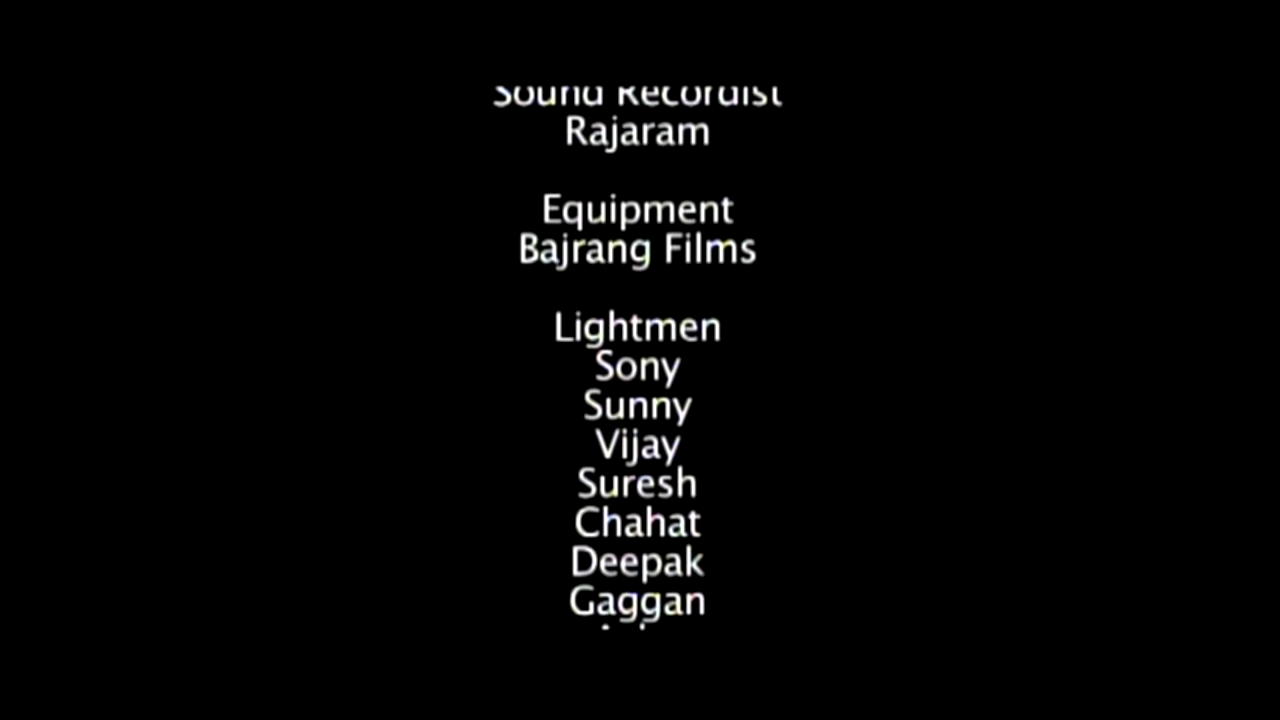 Sound Recordist
Rajaram
Equipment
Bajrang Films
Lightmen
Sony
Sunny
Vijay
Suresh
Chahat
Deepak
Gaggan